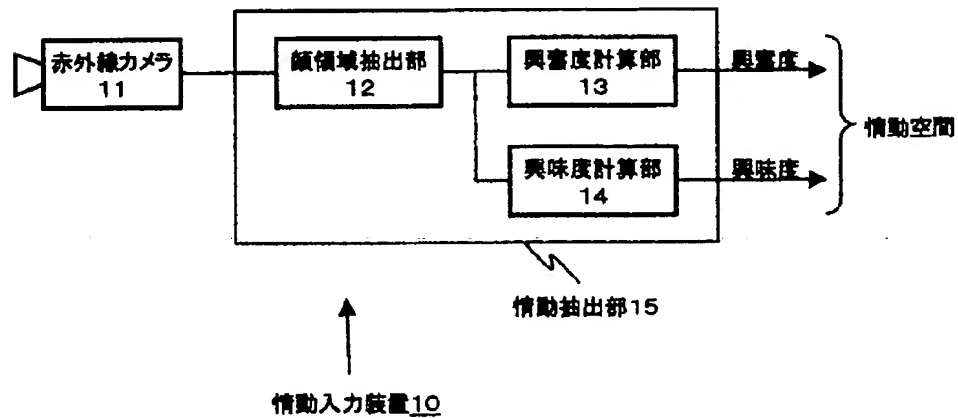 赤外線カメラ
11
顔領域抽出部
12
興奮度計算部
13
興奮度
興味度計算部
14
興味度
情動空間
情動抽出部15
情動入力装置10